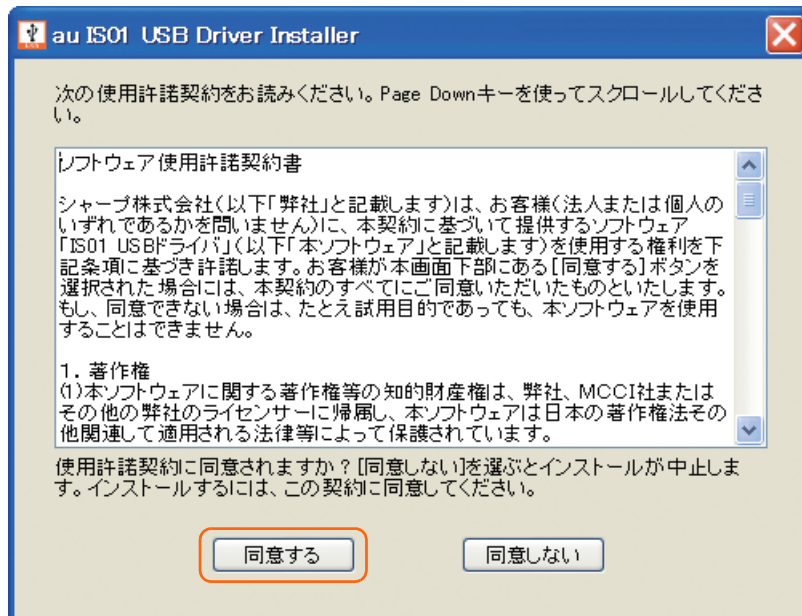 au IS01 USB Driver Installer
次の使用許諾契約をお読みください。Page Downキーを使ってスクロールしてくださ
い。
ソフトウェア使用許諾契約書
シャープ株式会社(以下「弊社」と記載します)は、お客様(法人または個人の
いずれであるかを問いません)に、本契約に基づいて提供するソフトウェア
「IS01 USBドライバ」(以下「本ソフトウェア」と記載します)を使用する権利を下
記条項に基づき許諾します。お客様が本画面下部にある[同意する]ボタンを
選択された場合には、本契約のすべてにご同意いただいたものといたします。
もし、同意できない場合は、たとえ試用目的であっても、本ソフトウェアを使用
することはできません。
1. 著作権
(1)本ソフトウェアに関する著作権等の知的財産権は、弊社、MCCI社または
その他の弊社のライセンサーに帰属し、本ソフトウェアは日本の著作権法その
他関連して適用される法律等によって保護されています。
使用許諾契約に同意されますか?[同意しない]を選ぶとインストールが中止しま
す。インストールするには、この契約に同意してください。
同意する
同意しない